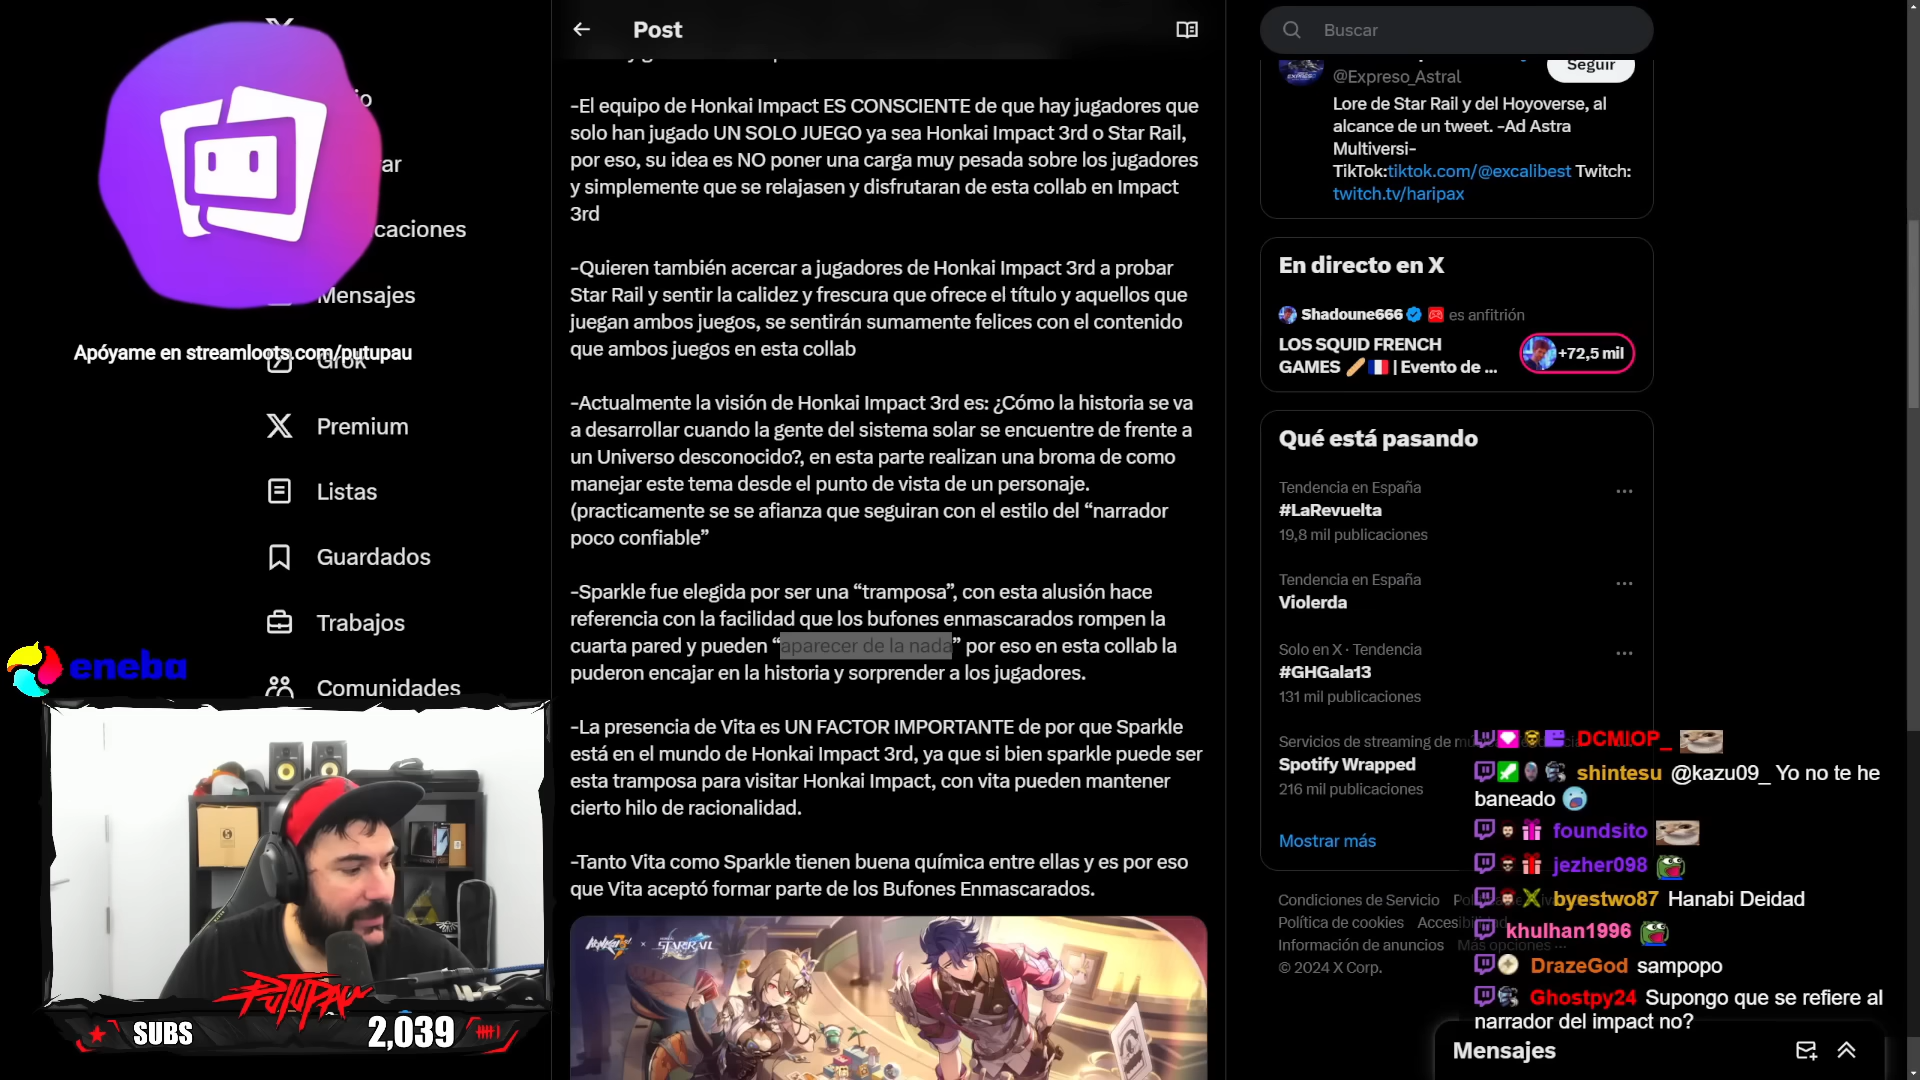 Post
Buscar
-El equipo de Honkai Impact ES CONSCIENTE de que hay jugadores que
solo han jugado UN SOLO JUEGO ya sea Honkai Impact 3rd o Star Rail,
por eso, su idea es NO poner una carga muy pesada sobre los jugadores
y simplemente que se relajasen y disfrutaran de esta collab en Impact
3rd
-Quieren también acercar a jugadores de Honkai Impact 3rd a probar
Star Rail y sentir la calidez y frescura que ofrece el título y aquellos que
juegan ambos juegos, se sentirán sumamente felices con el contenido
que ambos juegos en esta collab
-Actualmente la visión de Honkai Impact 3rd es: ¿Cómo la historia se va
a desarrollar cuando la gente del sistema solar se encuentre de frente a
un Universo desconocido?, en esta parte realizan una broma de como
manejar este tema desde el punto de vista de un personaje.
(practicamente se se afianza que seguiran con el estilo del “narrador
poco confiable”
-Sparkle fue elegida por ser una “tramposa”, con esta alusión hace
referencia con la facilidad que los bufones enmascarados rompen la
cuarta pared y pueden “aparecer de la nada” por eso en esta collab la
puderon encajar en la historia y sorprender a los jugadores.
-La presencia de Vita es UN FACTOR IMPORTANTE de por que Sparkle
está en el mundo de Honkai Impact 3rd, ya que si bien sparkle puede ser
esta tramposa para visitar Honkai Impact, con vita pueden mantener
cierto hilo de racionalidad.
-Tanto Vita como Sparkle tienen buena química entre ellas y es por eso
que Vita aceptó formar parte de los Bufones Enmascarados.
HONKAI 3 x STAR RAIL
caciones
Mensajes
Apóyame en streamloots.com/putupau
Grok
Premium
Listas
Guardados
Trabajos
Comunidades
eneba
PUTUPAU
SUBS
2,039
@Expreso_Astral
Seguir
Lore de Star Rail y del Hoyoverse, al
alcance de un tweet. -Ad Astra
Multiversi-
TikTok:tiktok.com/@excalibest Twitch:
twitch.tv/haripax
En directo en X
Shadoune666 es anfitrión
LOS SQUID FRENCH
GAMES 🥖🇫🇷 | Evento de ...
+72,5 mil
Qué está pasando
Tendencia en España
#LaRevuelta
19,8 mil publicaciones
Tendencia en España
Violerda
Solo en X · Tendencia
#GHGala13
131 mil publicaciones
Servicios de streaming de
Spotify Wrapped
216 mil publicaciones
Mostrar más
Condiciones de Servicio
Política de cookies
Información de anuncios Más opciones ...
© 2024 X Corp.
DCMIOP_
shintesu @kazu09_ Yo no te he
baneado
foundsito
jezher098
byestwo87 Hanabi Deidad
khulhan1996
DrazeGod sampopo
Ghostpy24 Supongo que se refiere al
narrador del impact no?
Mensajes